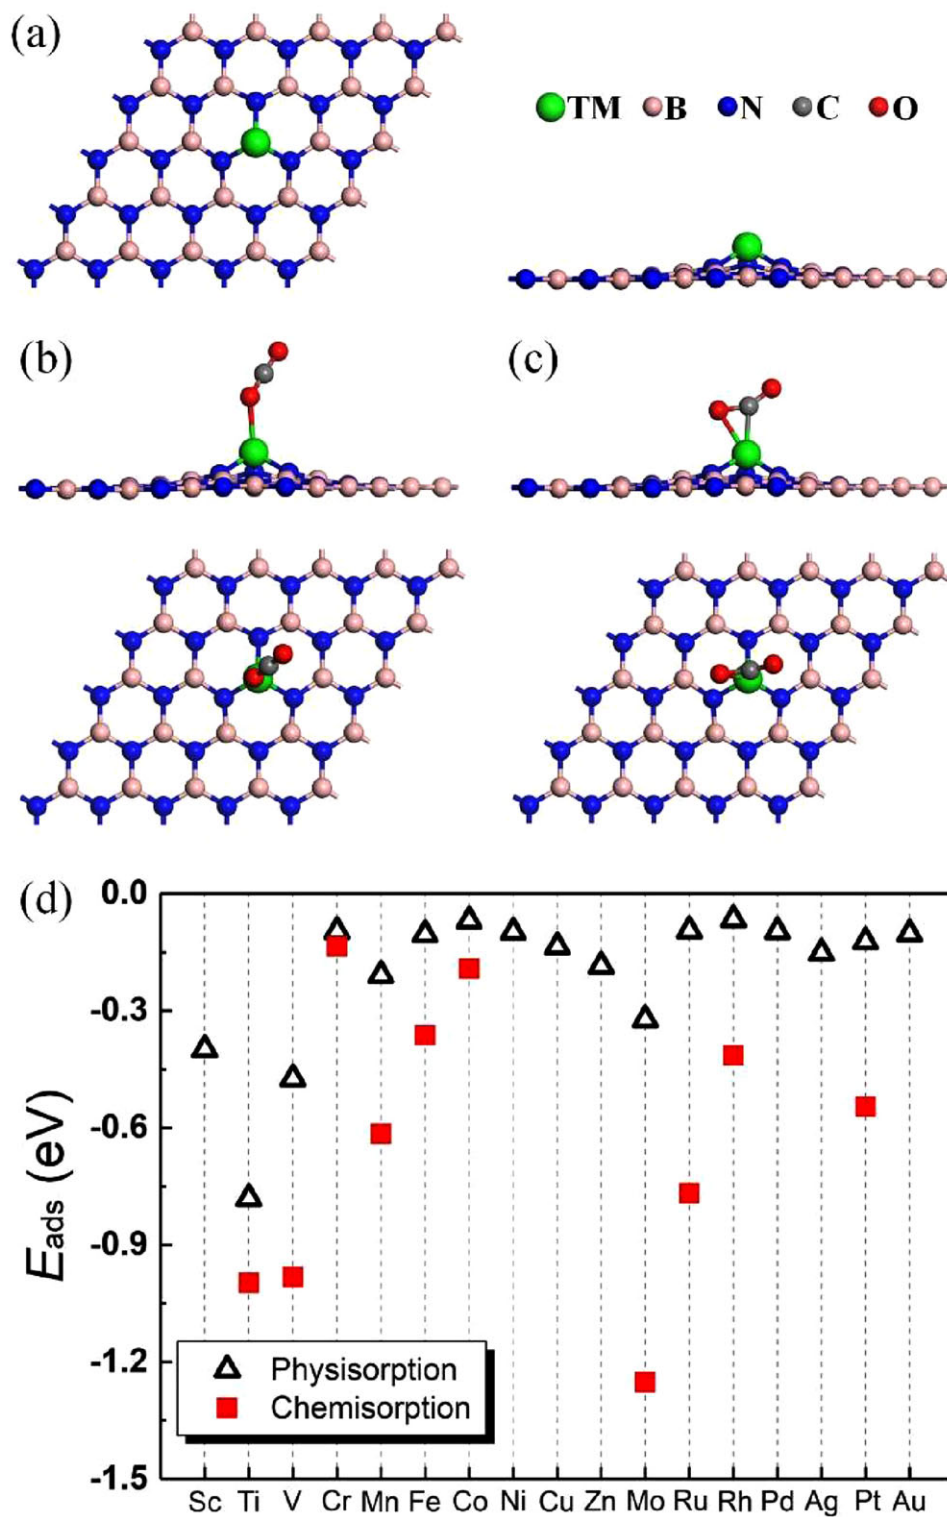 (a)
TM B N C O
(b)
(c)
(d)
0.0
-0.3
-0.6
-0.9
-1.2
-1.5
Eads (eV)
Physisorption
Chemisorption
Sc Ti V Cr Mn Fe Co Ni Cu Zn Mo Ru Rh Pd Ag Pt Au